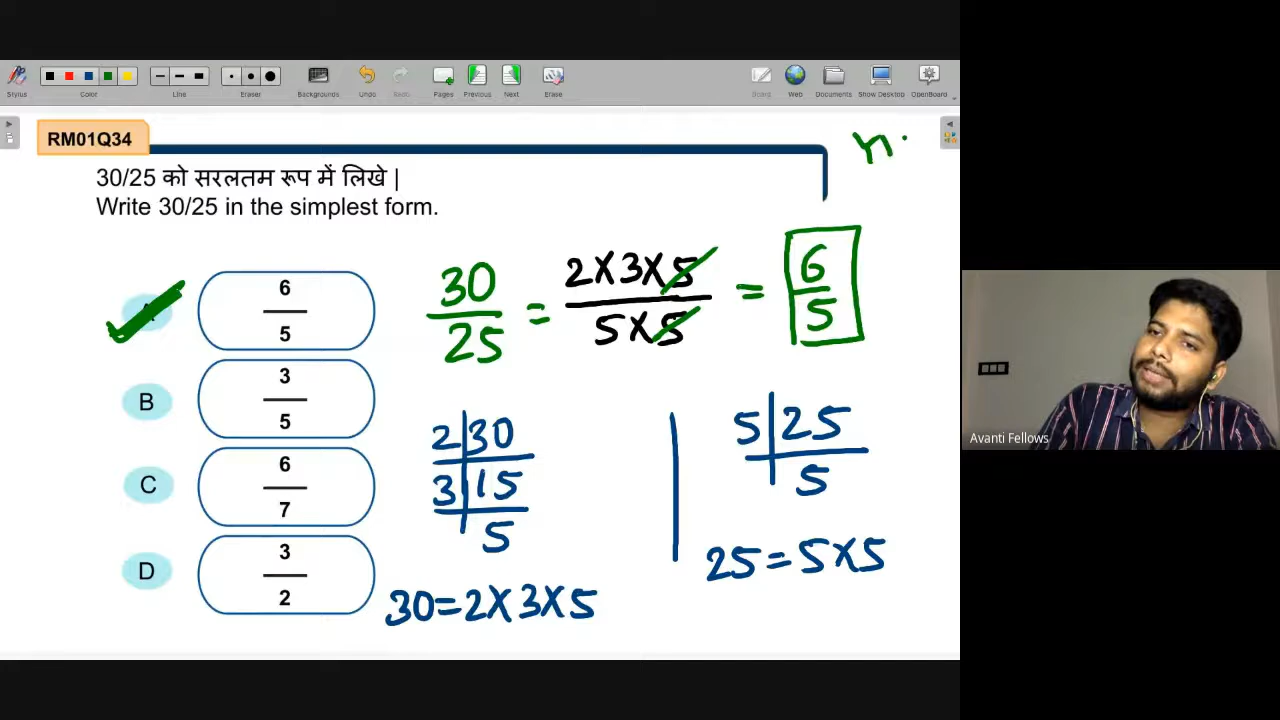 Stylus Color Line Eraser Backgrounds Undo Redo Pages Previous Next Erase Board Web Documents Show Desktop OpenBoard
RM01Q34
30/25 को सरलतम रूप में लिखे |
Write 30/25 in the simplest form.
A 6/5
B 3/5
C 6/7
D 3/2
30/25 = 2X3X5/5X5 = 6/5
2 | 30
3 | 15
5
30=2X3X5
5 | 25
5
25=5X5
Avanti Fellows